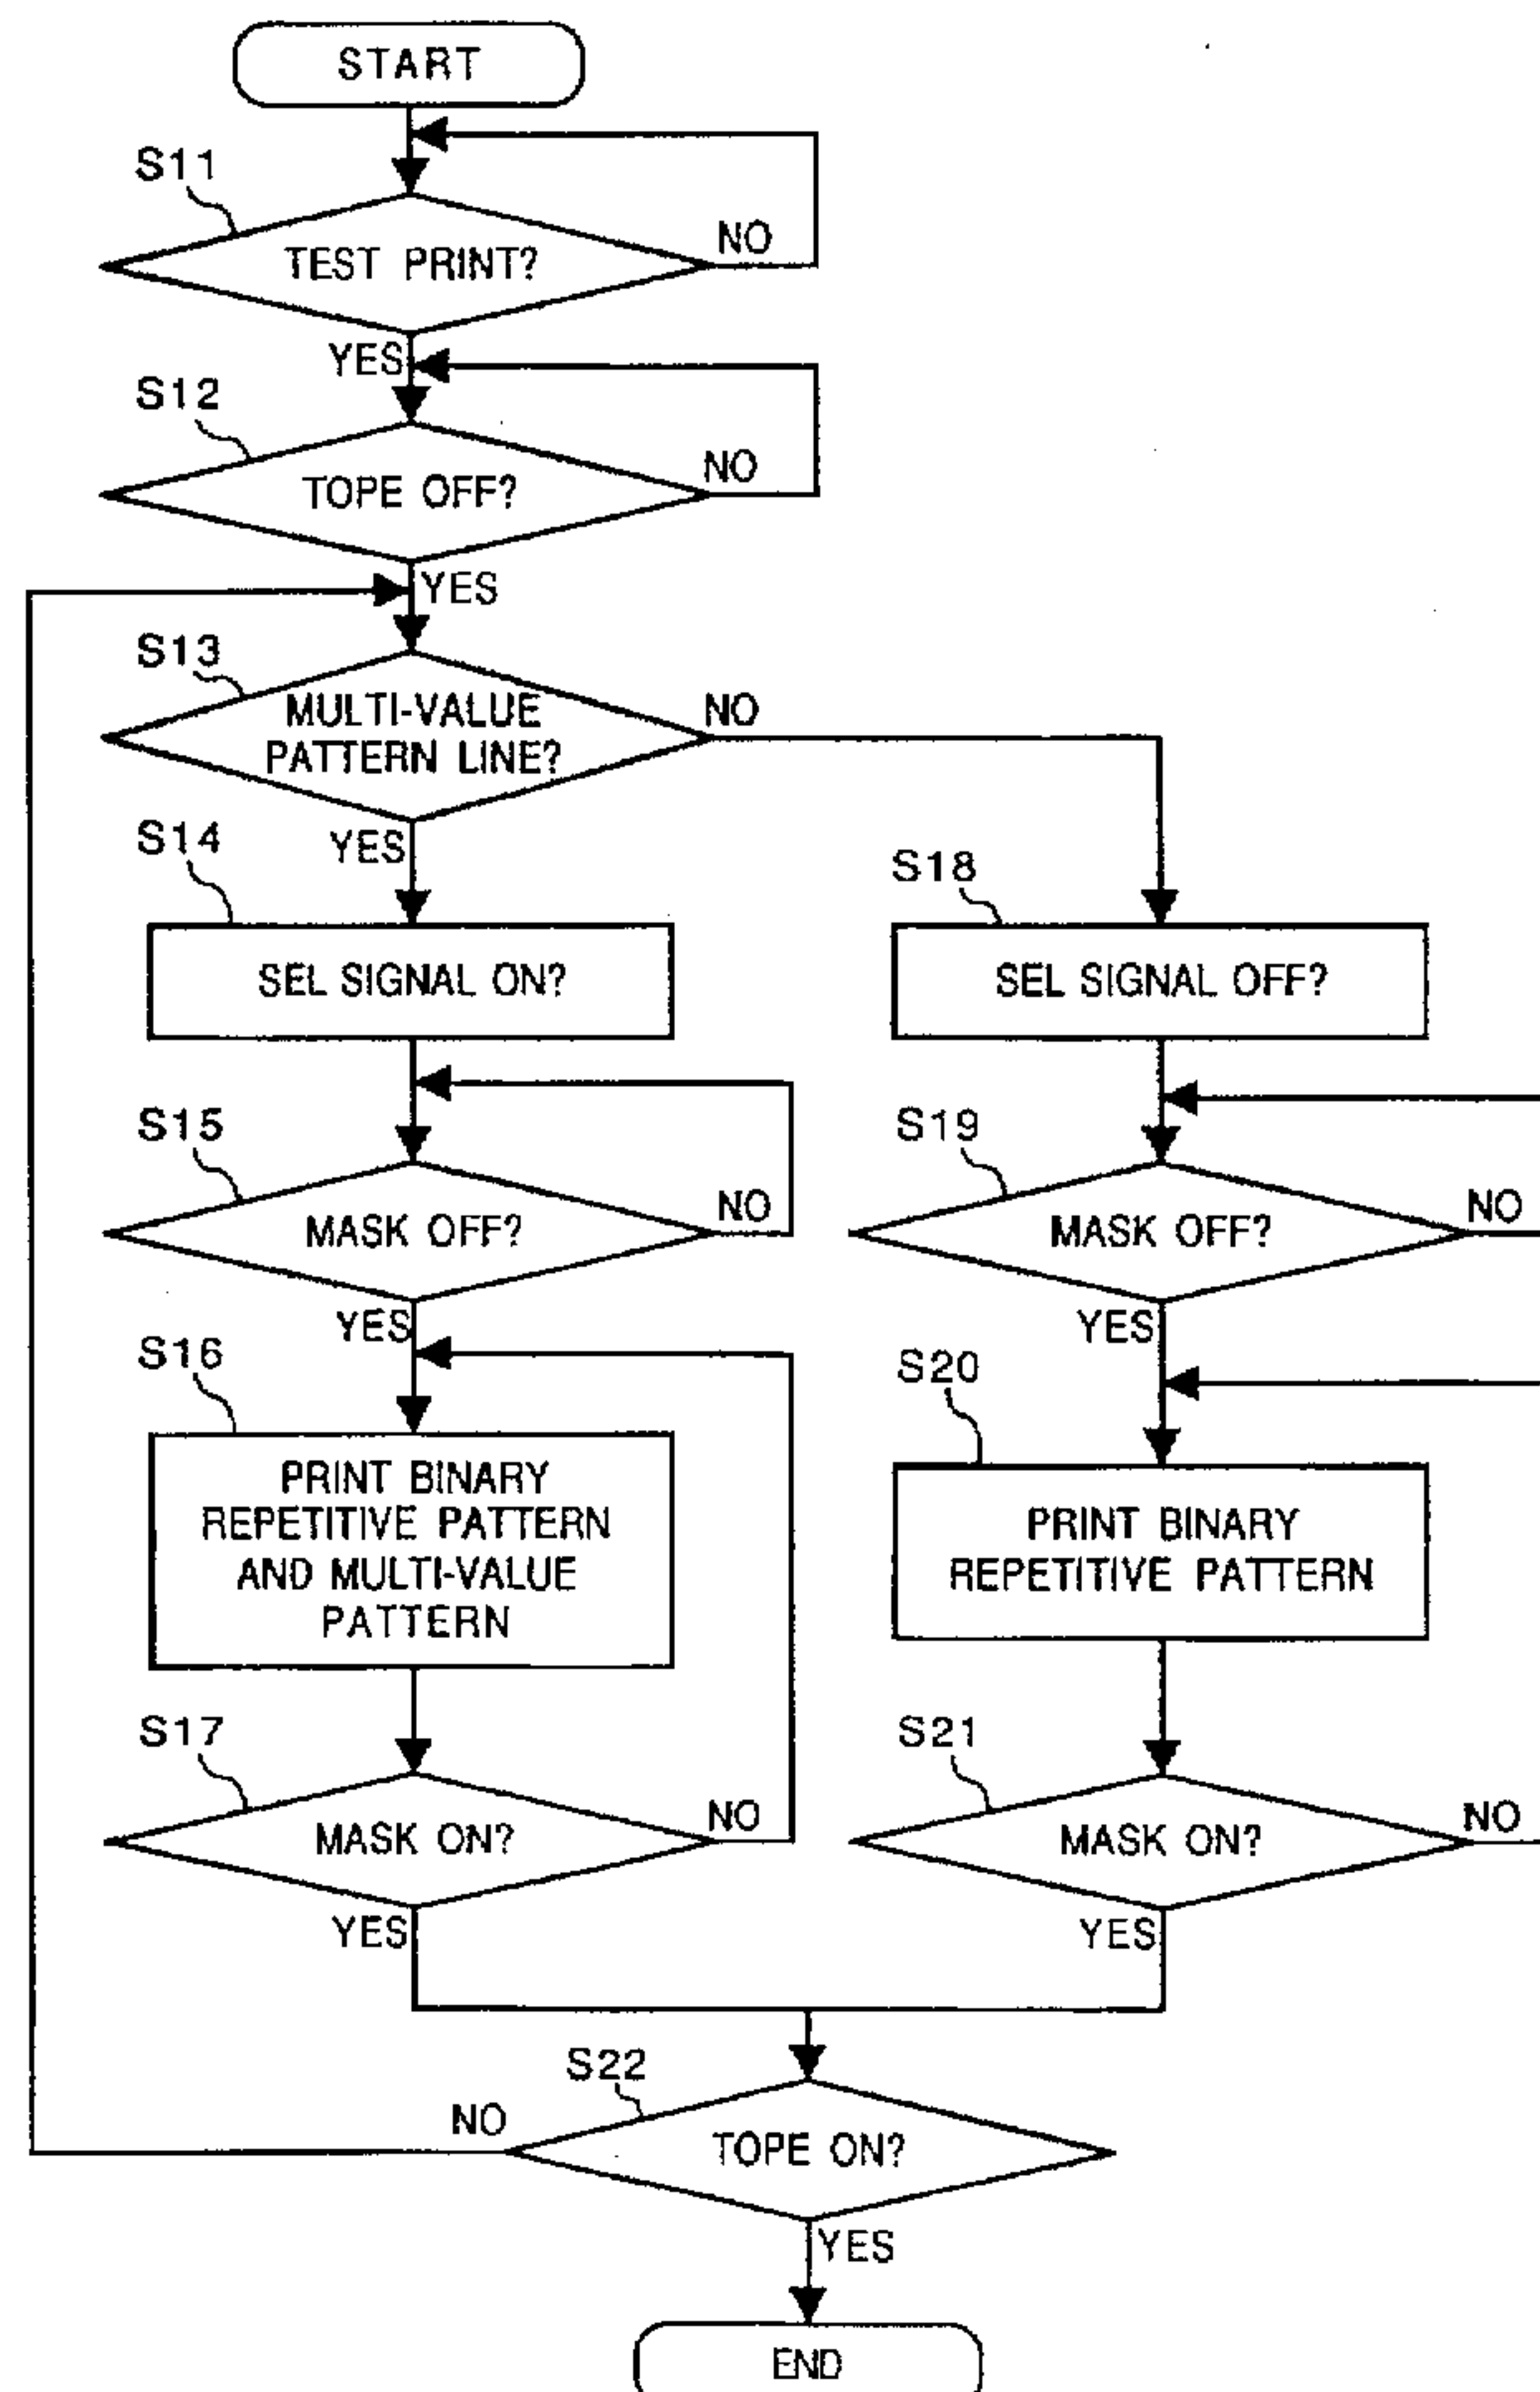 START
S11
TEST PRINT?
NO
YES
S12
TOPE OFF?
NO
YES
S13
MULTI-VALUE
PATTERN LINE?
NO
YES
S14
SEL SIGNAL ON?
S18
SEL SIGNAL OFF?
S15
MASK OFF?
NO
YES
S19
MASK OFF?
NO
YES
S16
PRINT BINARY
REPETITIVE PATTERN
AND MULTI-VALUE
PATTERN
S20
PRINT BINARY
REPETITIVE PATTERN
S17
MASK ON?
NO
YES
S21
MASK ON?
NO
YES
S22
TOPE ON?
NO
YES
END